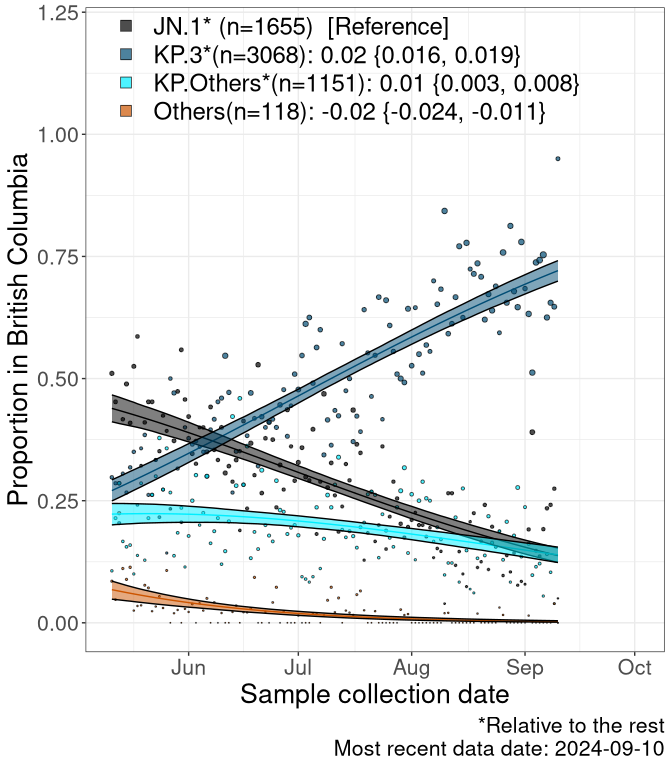 JN.1* (n=1655)  [Reference]
KP.3*(n=3068): 0.02 {0.016, 0.019}
KP.Others*(n=1151): 0.01 {0.003, 0.008}
Others(n=118): -0.02 {-0.024, -0.011}
Proportion in British Columbia
1.25
1.00
0.75
0.50
0.25
0.00
Jun Jul Aug Sep Oct
Sample collection date
*Relative to the rest
Most recent data date: 2024-09-10